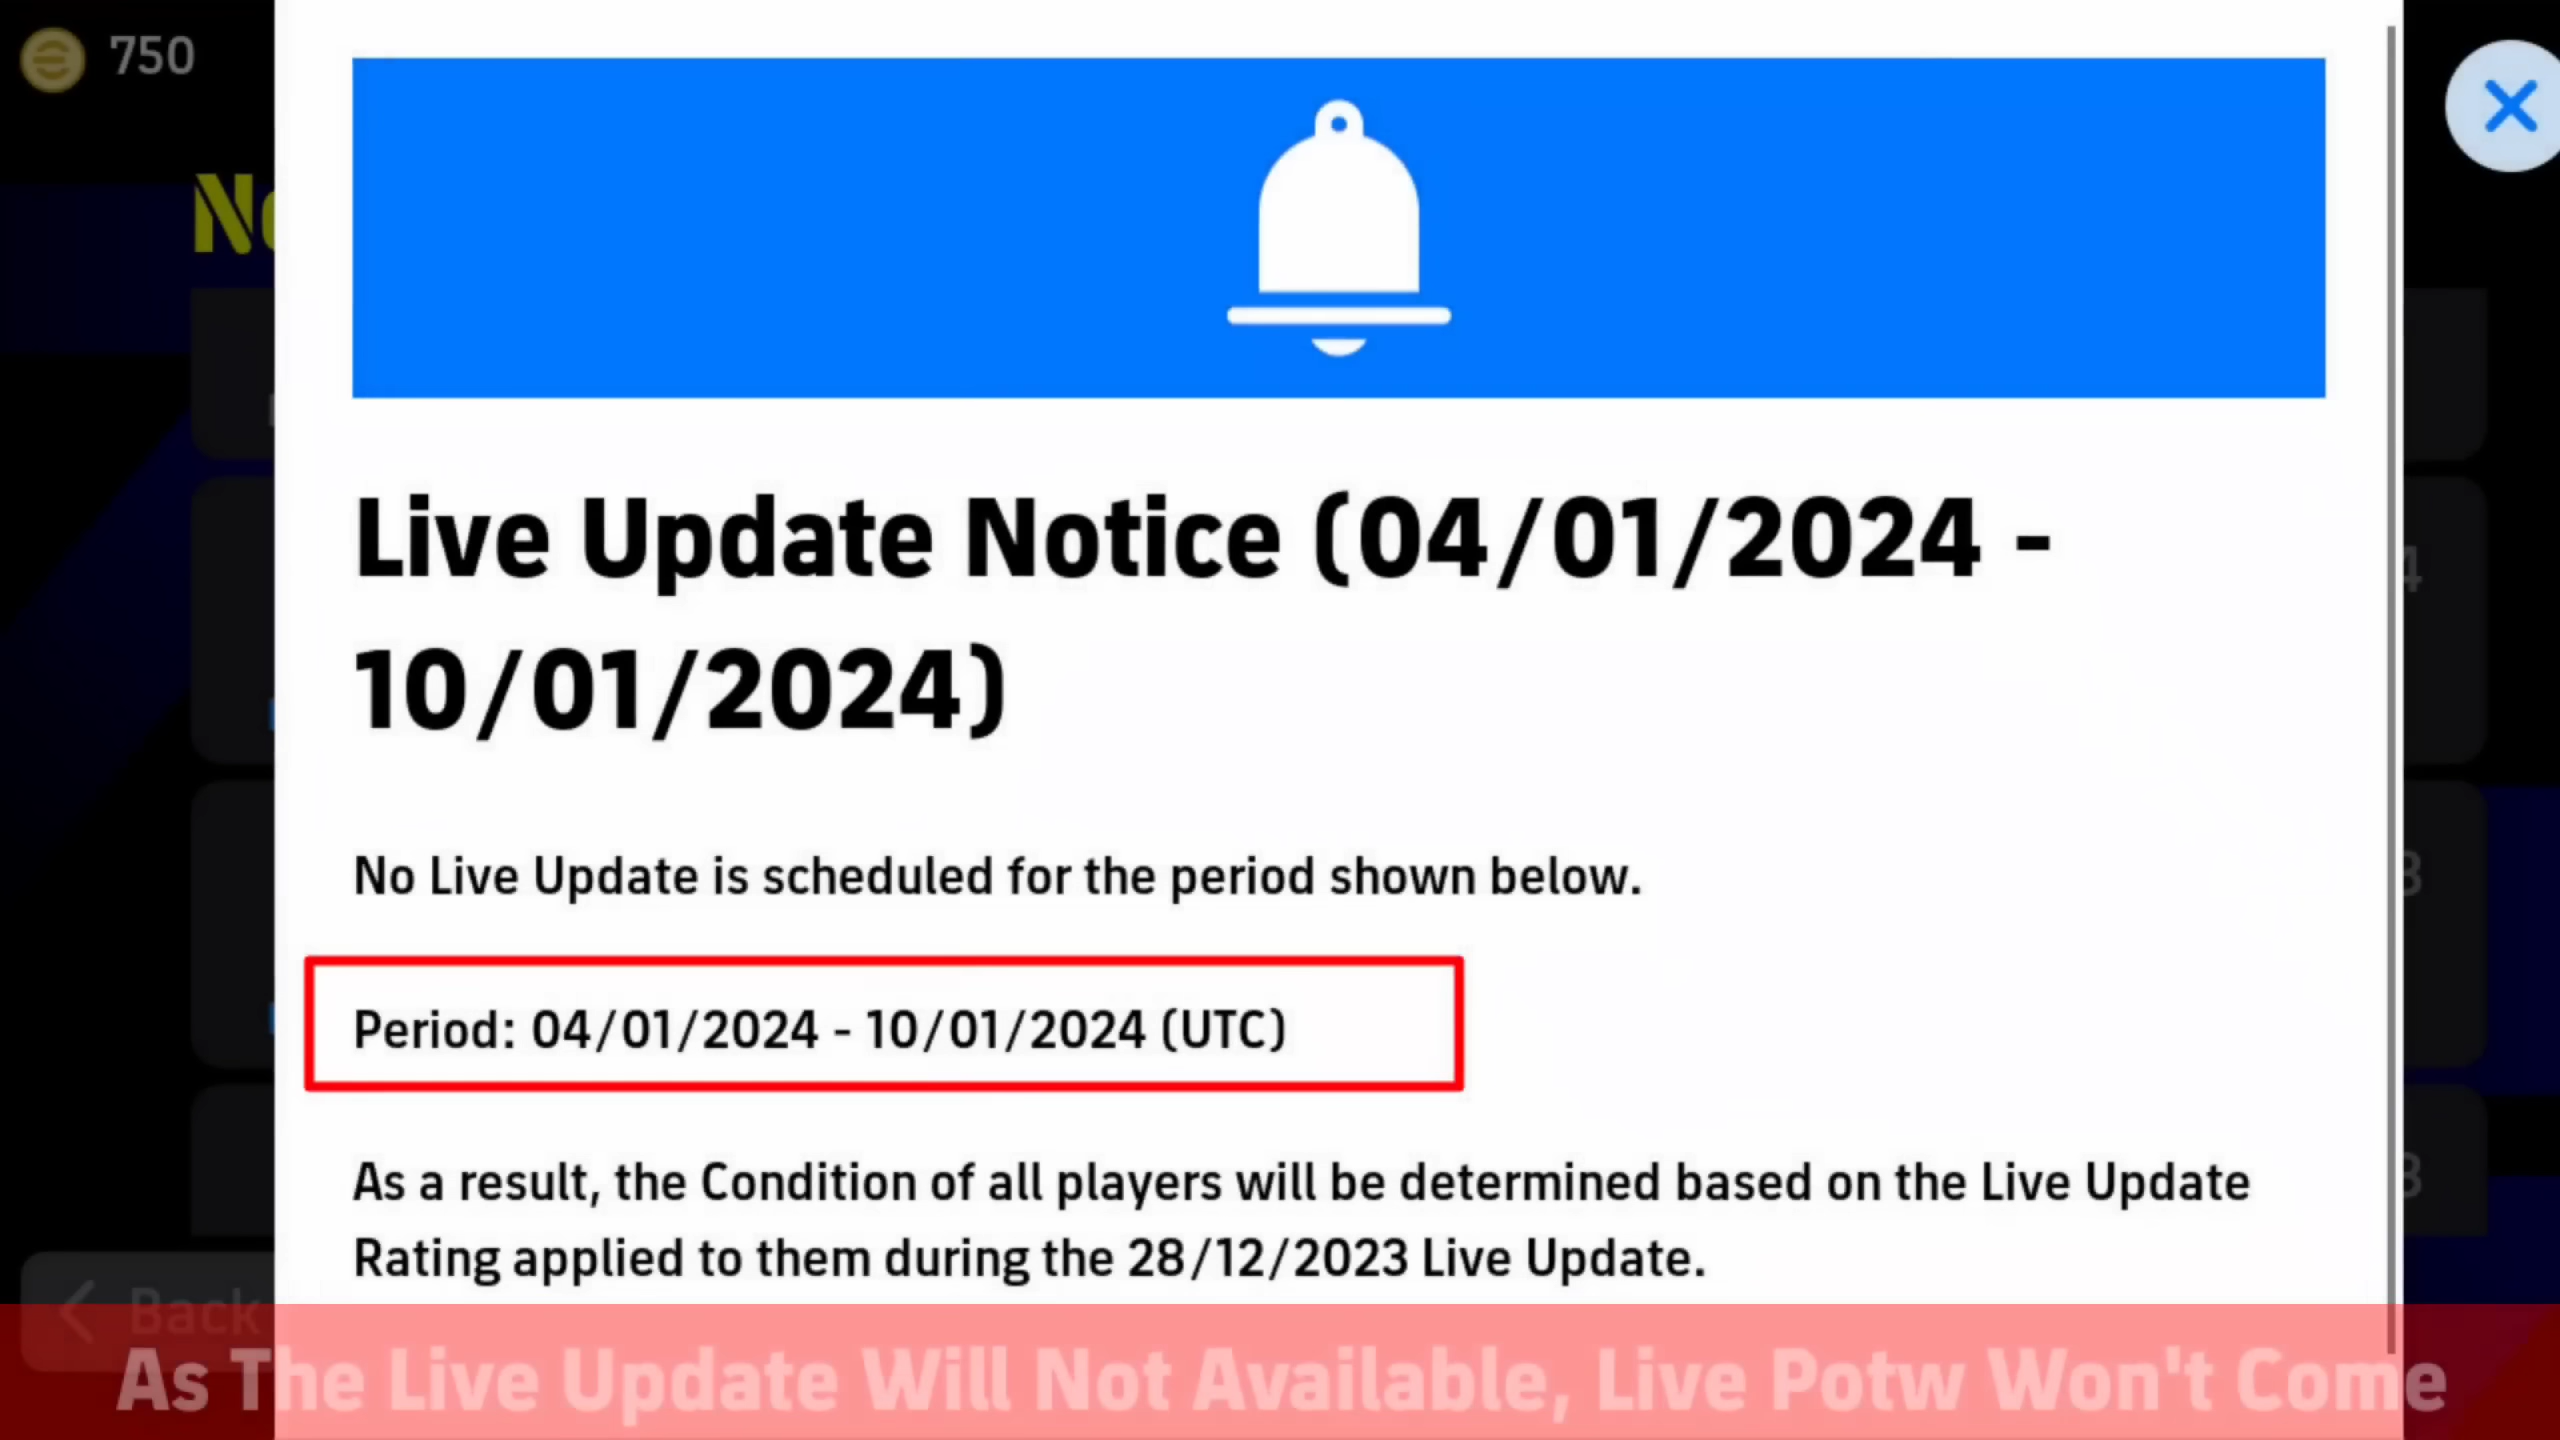 750
Live Update Notice (04/01/2024 -
10/01/2024)
No Live Update is scheduled for the period shown below.
Period: 04/01/2024 - 10/01/2024 (UTC)
As a result, the Condition of all players will be determined based on the Live Update
Rating applied to them during the 28/12/2023 Live Update.
Back
As The Live Update Will Not Available, Live Potw Won't Come